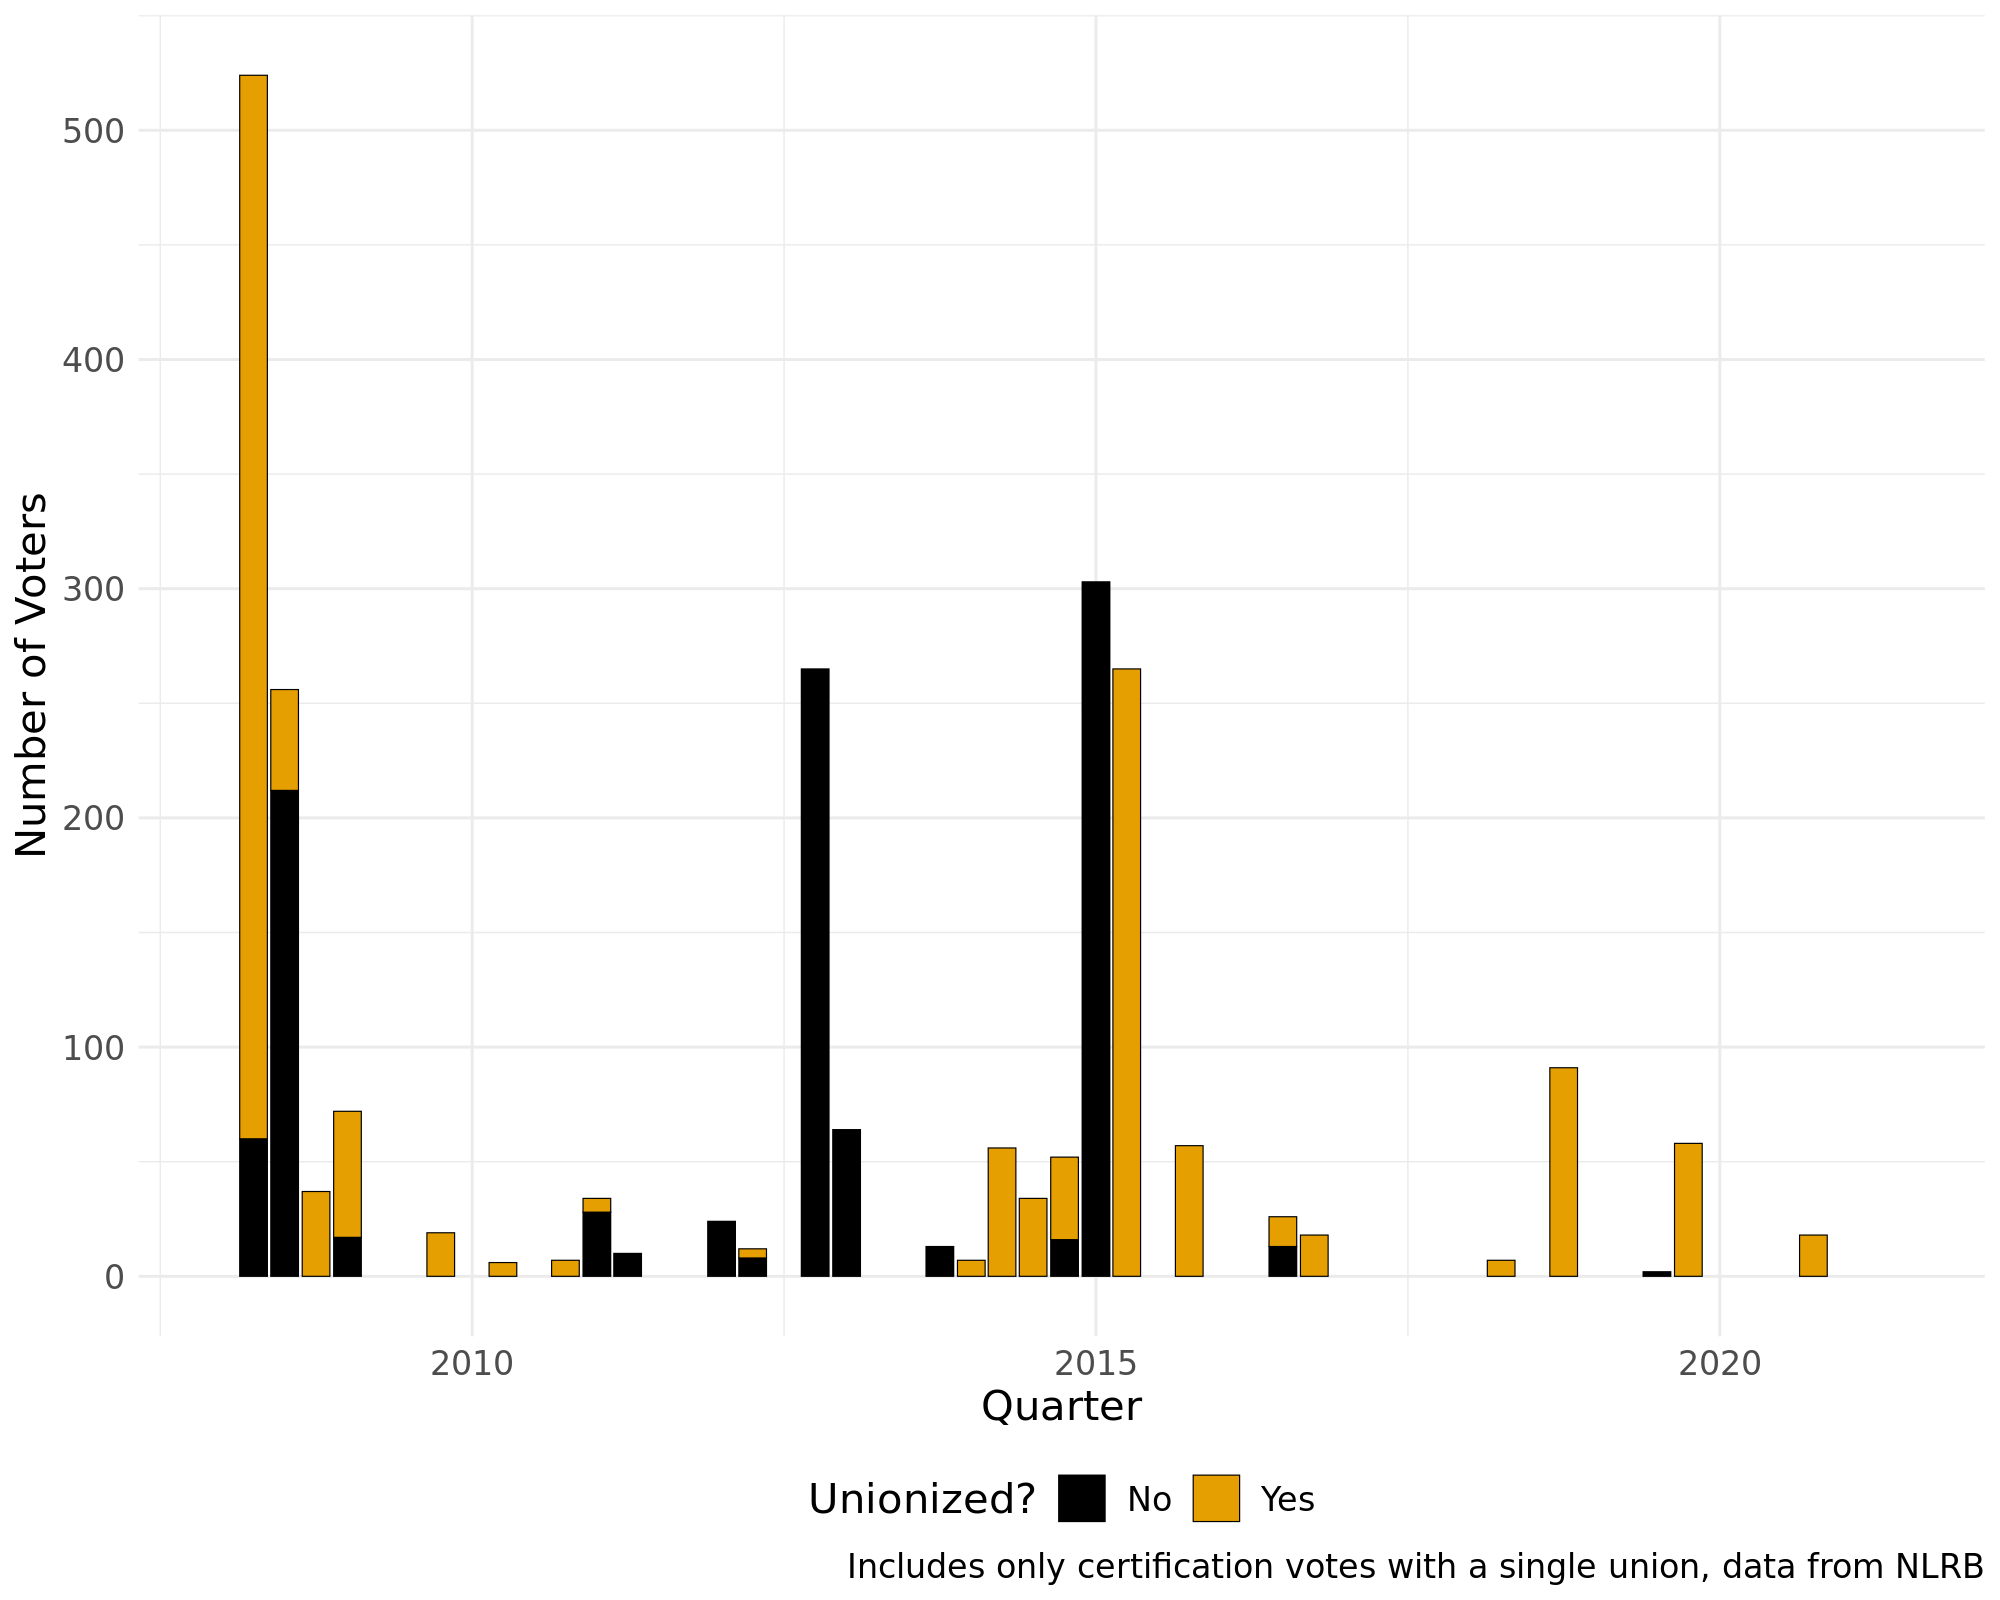 500
400
300
200
100
0
Number of Voters
2010 2015 2020
Quarter
Unionized? No Yes
Includes only certification votes with a single union, data from NLRB